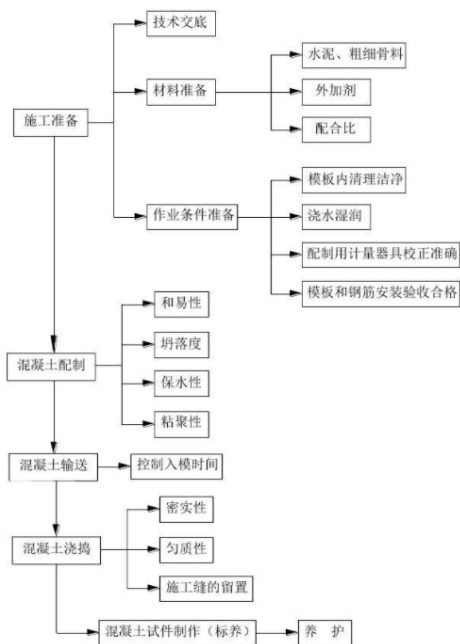 技术交底
水泥、粗细骨料
材料准备
外加剂
施工准备
配合比
模板内清理洁净
作业条件准备
浇水湿润
配制用计量器具校正准确
模板和钢筋安装验收合格
和易性
坍落度
混凝土配制
保水性
粘聚性
混凝土输送
控制入模时间
密实性
混凝土浇捣
匀质性
施工缝的留置
混凝土试件制作（标养）
养 护